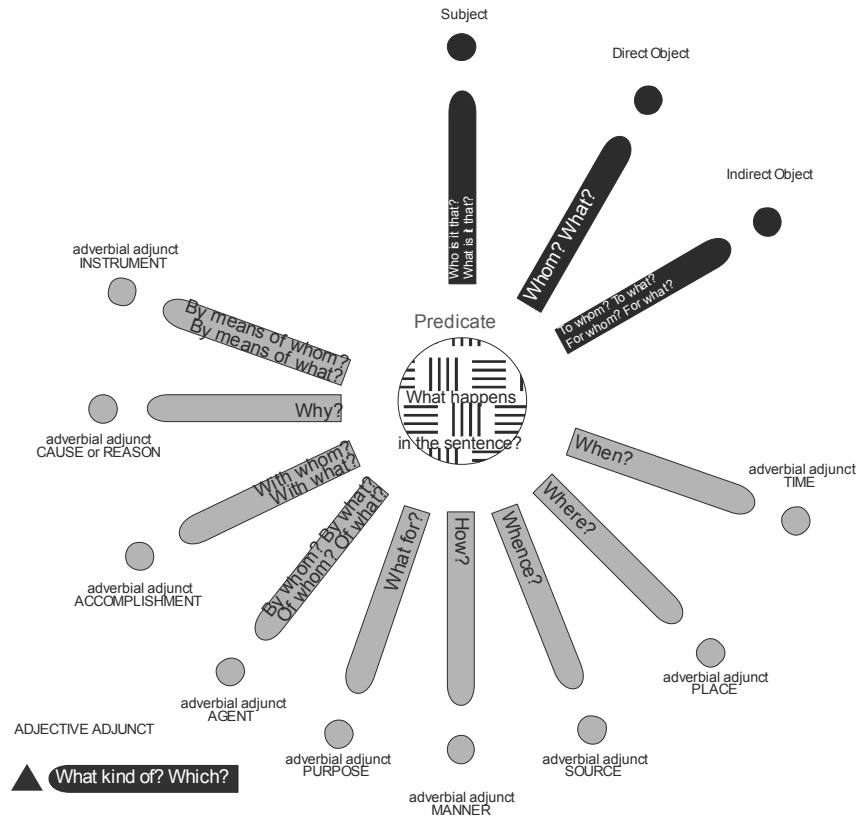 Subject
Direct Object
Indirect Object
Who is it that?
What is it that?
Whom? What?
To whom? To what?
For whom? For what?
adverbial adjunct
INSTRUMENT
By means of whom?
By means of what?
Predicate
What happens
in the sentence?
Why?
adverbial adjunct
CAUSE or REASON
When?
adverbial adjunct
TIME
With whom?
With what?
adverbial adjunct
ACCOMPLISHMENT
Where?
adverbial adjunct
PLACE
By whom? By what?
Of whom? Of what?
adverbial adjunct
AGENT
What for?
adverbial adjunct
PURPOSE
How?
adverbial adjunct
MANNER
Whence?
adverbial adjunct
SOURCE
ADJECTIVE ADJUNCT
What kind of? Which?